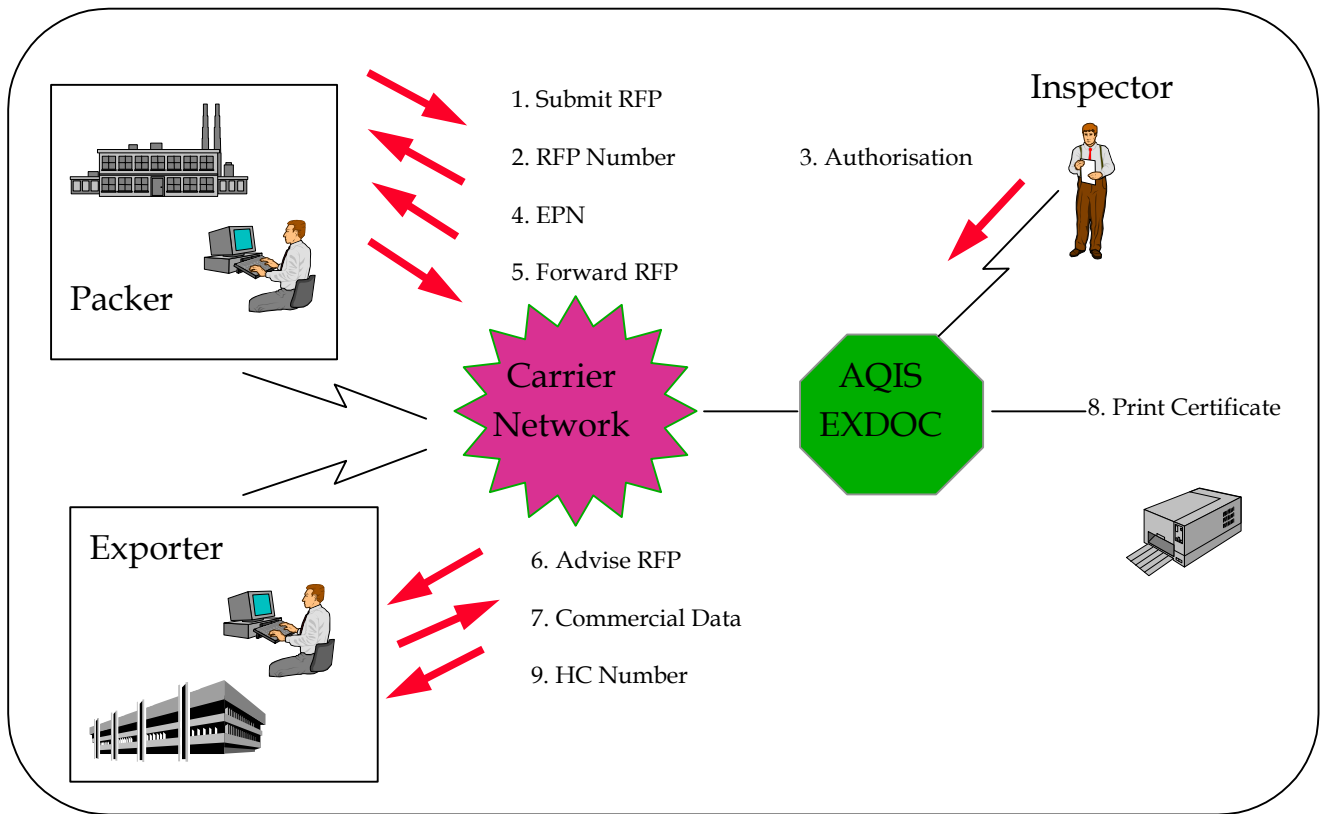 1. Submit RFP
2. RFP Number
4. EPN
5. Forward RFP
3. Authorisation
Inspector
Packer
Carrier
Network
AQIS
EXDOC
8. Print Certificate
Exporter
6. Advise RFP
7. Commercial Data
9. HC Number